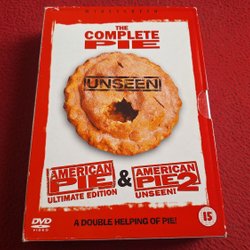 WIDESCREEN
THE
COMPLETE
PIE
UNSEEN
AMERICAN
PIE
ULTIMATE EDITION
&
AMERICAN
PIE 2
UNSEEN!
A DOUBLE HELPING OF PIE!
DVD
VIDEO
15